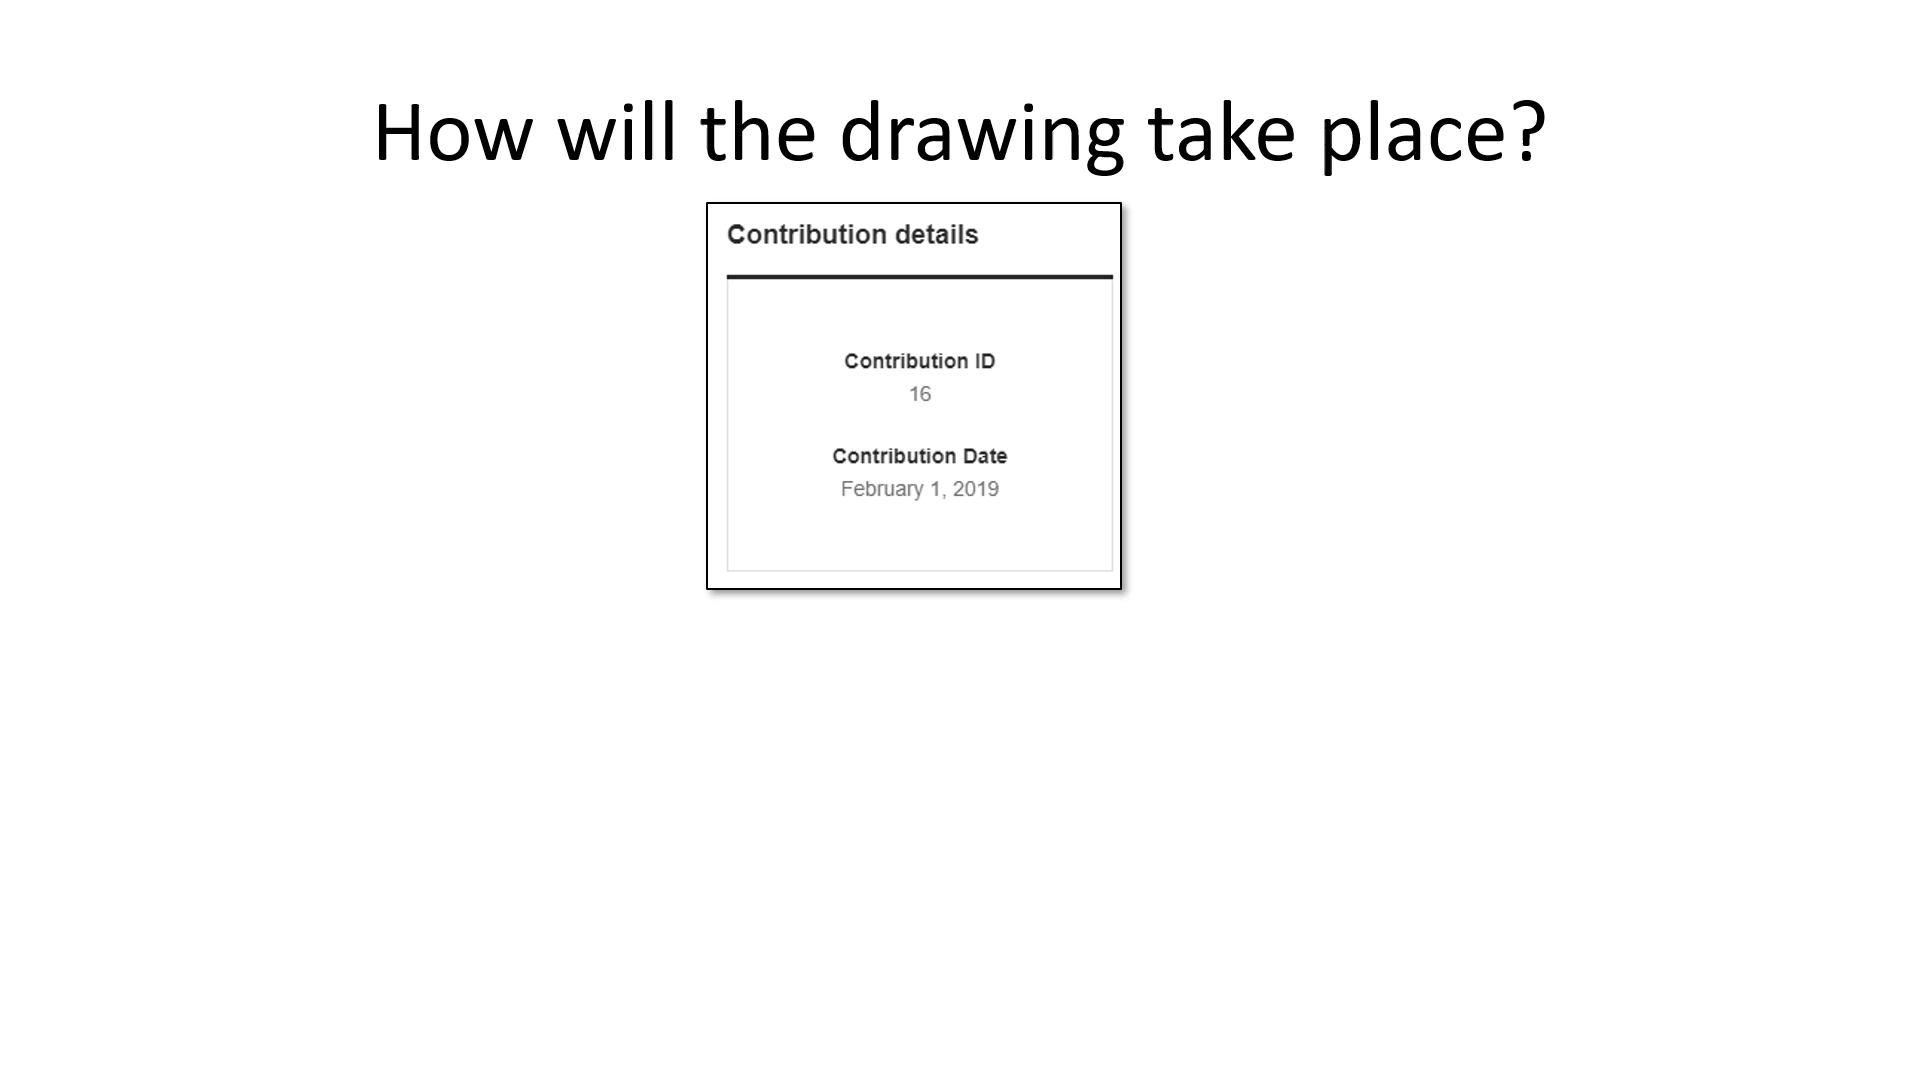 How will the drawing take place?
Contribution details
Contribution ID
16
Contribution Date
February 1, 2019